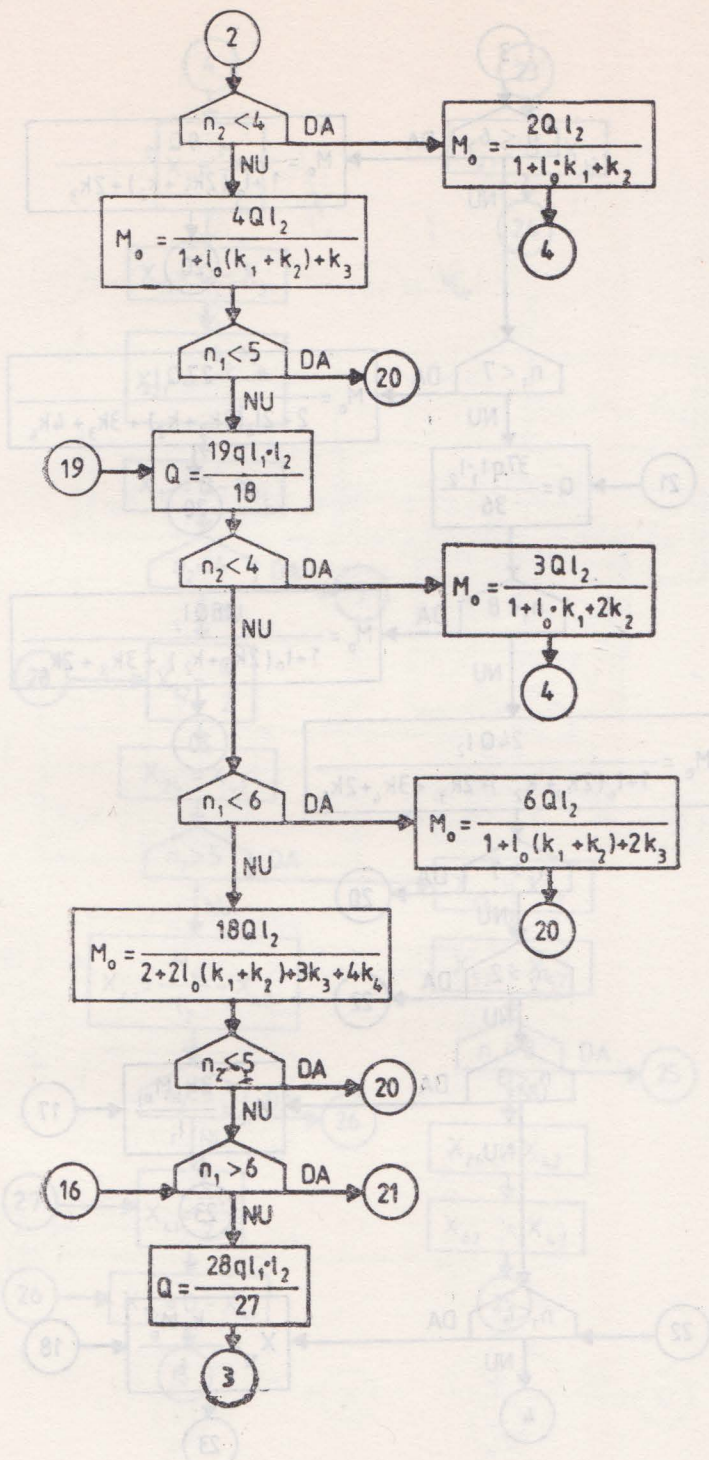 2
n₂<4 DA
M₀ = 2Ql₂ / 1+l₀·k₁+k₂
NU
4
M₀ = 4Ql₂ / 1+l₀(k₁+k₂)+k₃
n₁<5 DA
20
NU
19
Q = 19ql₁·l₂ / 18
n₂<4 DA
M₀ = 3Ql₂ / 1+l₀·k₁+2k₂
NU
4
n₁<6 DA
M₀ = 6Ql₂ / 1+l₀(k₁+k₂)+2k₃
NU
20
M₀ = 18Ql₂ / 2+2l₀(k₁+k₂)+3k₃+4k₄
n₂≤5 DA
20
NU
16
n₁>6 DA
21
NU
Q = 28ql₁·l₂ / 27
3